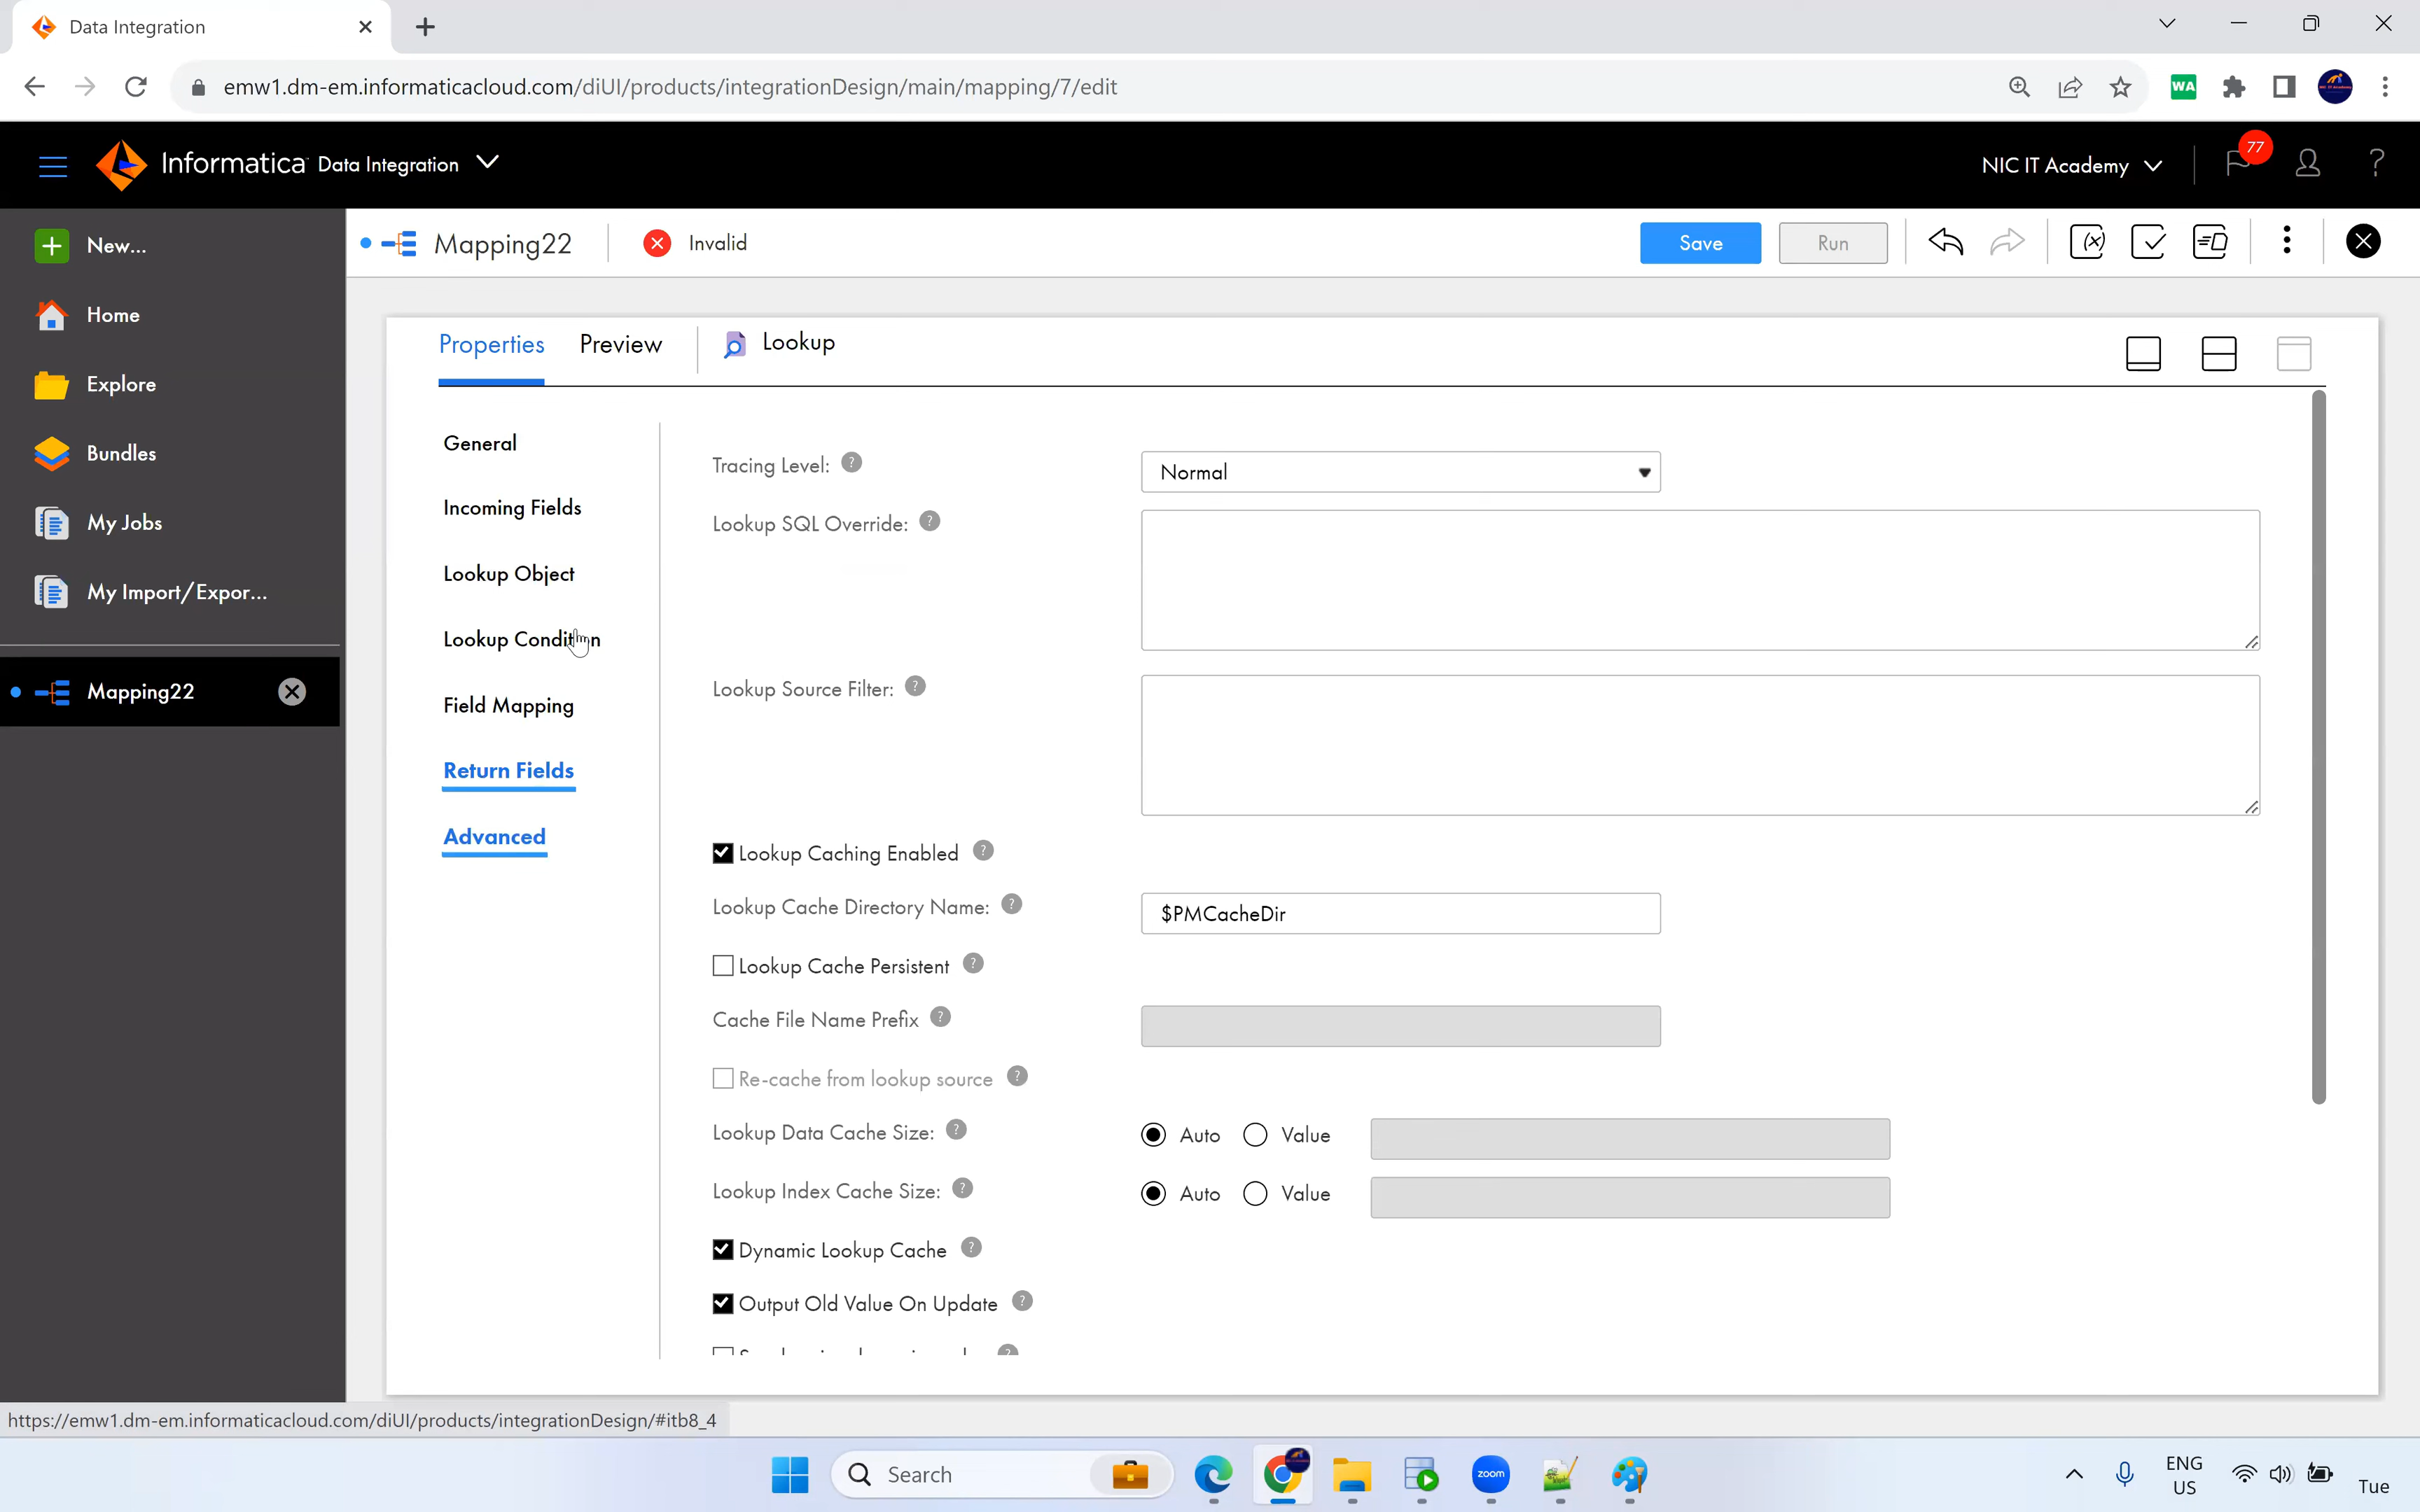 Data Integration
emw1.dm-em.informaticacloud.com/diUI/products/integrationDesign/main/mapping/7/edit
WA
Informatica Data Integration
NIC IT Academy
77
?
New...
Mapping22
Invalid
Save
Run
Home
Explore
Bundles
My Jobs
My Import/Expor...
Mapping22
Properties
Preview
Lookup
General
Incoming Fields
Lookup Object
Lookup Condition
Field Mapping
Return Fields
Advanced
Tracing Level: ?
Normal
Lookup SQL Override: ?
Lookup Source Filter: ?
Lookup Caching Enabled ?
Lookup Cache Directory Name: ?
$PMCacheDir
Lookup Cache Persistent ?
Cache File Name Prefix ?
Re-cache from lookup source ?
Lookup Data Cache Size: ?
Auto Value
Lookup Index Cache Size: ?
Auto Value
Dynamic Lookup Cache ?
Output Old Value On Update ?
https://emw1.dm-em.informaticacloud.com/diUI/products/integrationDesign/#itb8_4
Search
zoom
ENG
US
Tue